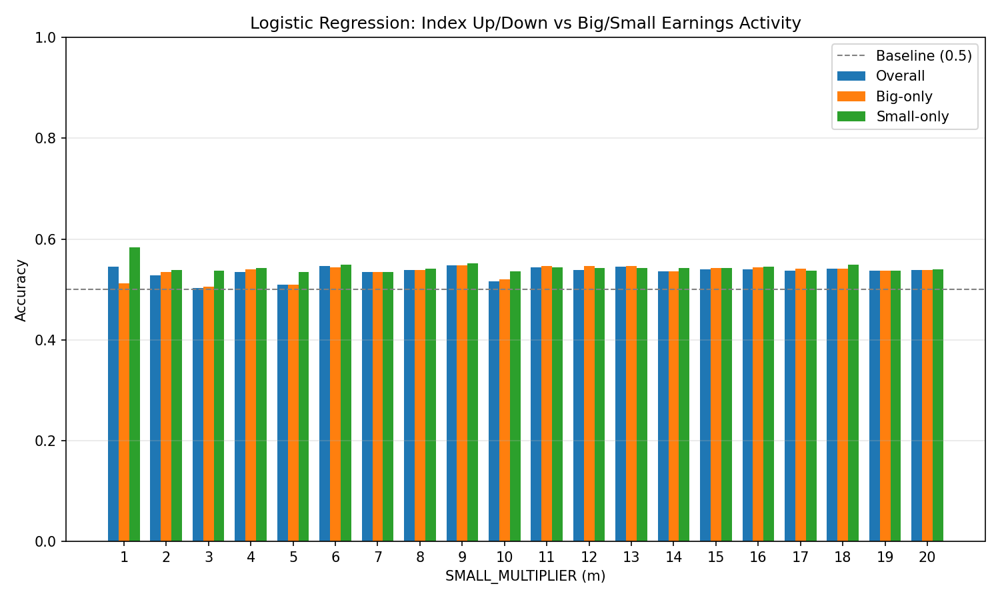 Logistic Regression: Index Up/Down vs Big/Small Earnings Activity
Baseline (0.5)
Overall
Big-only
Small-only
Accuracy
1.0
0.8
0.6
0.4
0.2
0.0
1 2 3 4 5 6 7 8 9 10 11 12 13 14 15 16 17 18 19 20
SMALL_MULTIPLIER (m)